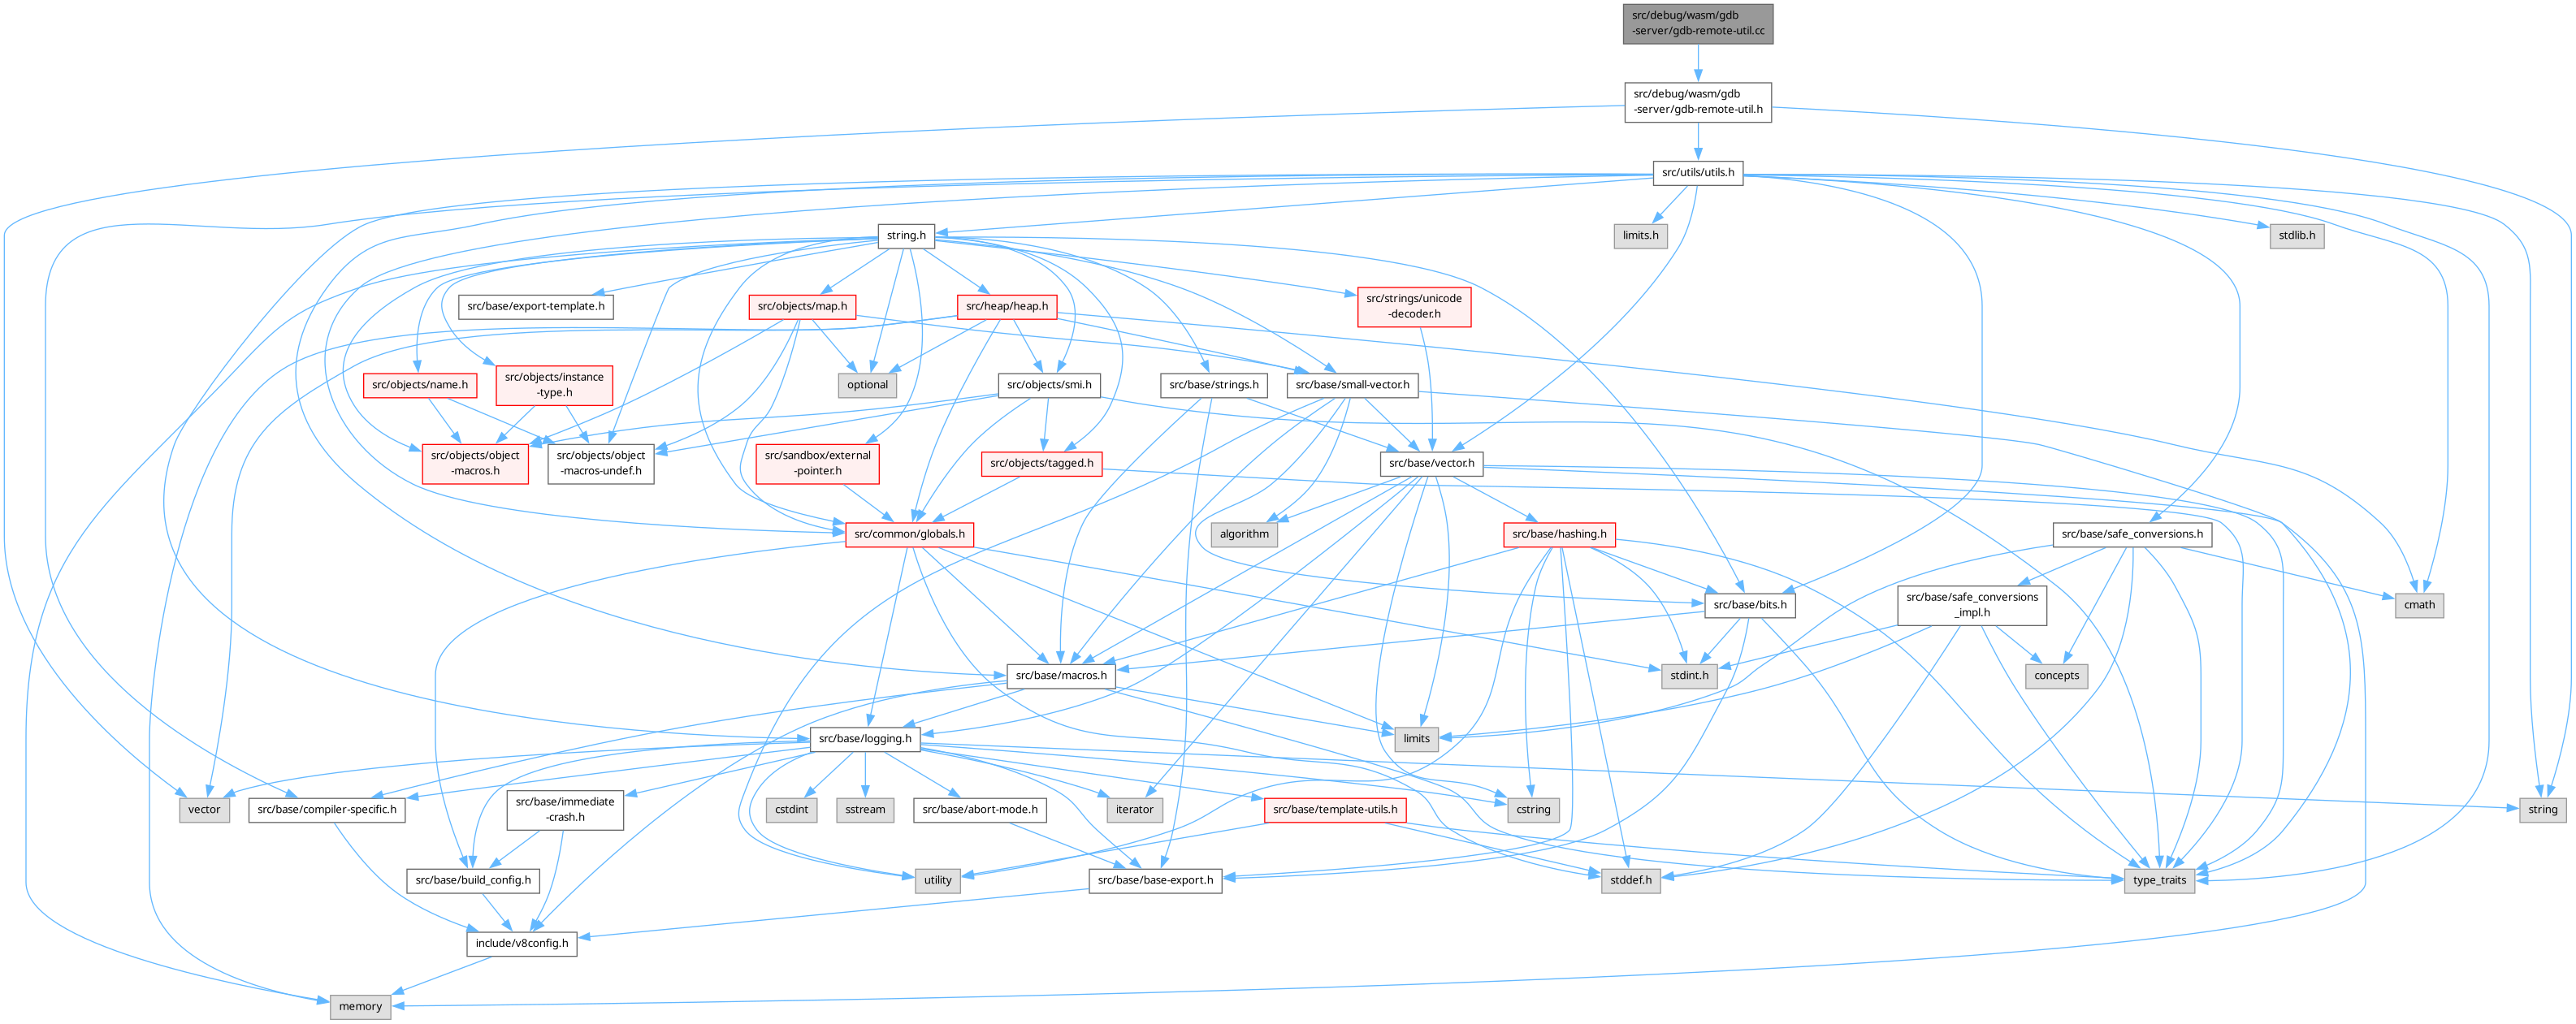 src/debug/wasm/gdb
-server/gdb-remote-util.cc
src/debug/wasm/gdb
-server/gdb-remote-util.h
src/utils/utils.h
string.h
limits.h
stdlib.h
src/base/export-template.h
src/objects/map.h
src/heap/heap.h
src/strings/unicode
-decoder.h
src/objects/name.h
src/objects/instance
-type.h
optional
src/objects/smi.h
src/base/strings.h
src/base/small-vector.h
src/objects/object
-macros.h
src/objects/object
-macros-undef.h
src/sandbox/external
-pointer.h
src/objects/tagged.h
src/base/vector.h
src/common/globals.h
algorithm
src/base/hashing.h
src/base/safe_conversions.h
src/base/bits.h
src/base/safe_conversions
_impl.h
cmath
src/base/macros.h
stdint.h
concepts
src/base/logging.h
limits
vector
src/base/compiler-specific.h
src/base/immediate
-crash.h
cstdint
sstream
src/base/abort-mode.h
iterator
src/base/template-utils.h
cstring
string
src/base/build_config.h
utility
src/base/base-export.h
stddef.h
type_traits
include/v8config.h
memory